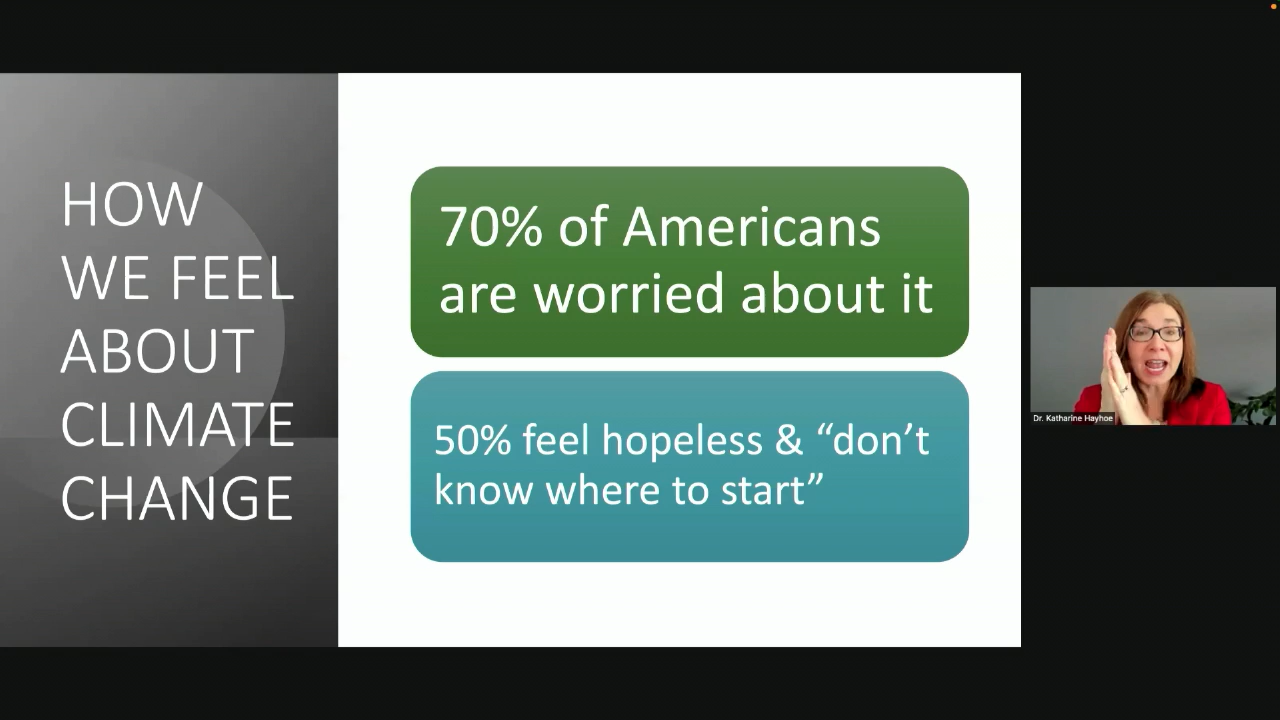 HOW
WE FEEL
ABOUT
CLIMATE
CHANGE
70% of Americans
are worried about it
50% feel hopeless & “don’t
know where to start”
Dr. Katharine Hayhoe